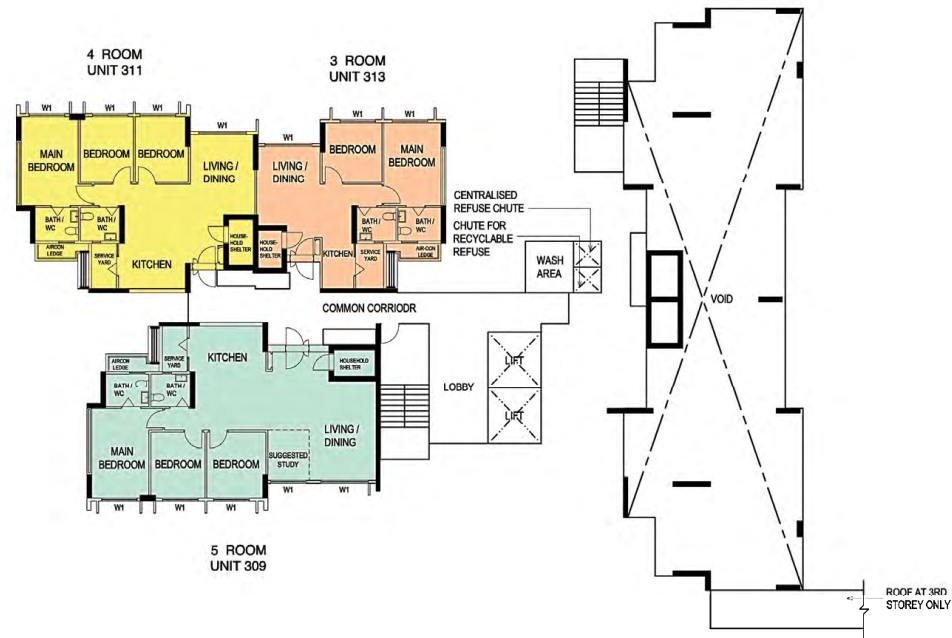 4 ROOM
UNIT 311
3 ROOM
UNIT 313
W1
W1
W1
W1
W1
W1
W1
MAIN
BEDROOM
BEDROOM
BEDROOM
LIVING /
DINING
LIVING /
DINING
BEDROOM
MAIN
BEDROOM
BATH /
WC
BATH /
WC
AIRCON
LEDGE
SERVICE
YARD
KITCHEN
HOUSE-
HOLD
SHELTER
HOUSE-
HOLD
SHELTER
KITCHEN
SERVICE
YARD
BATH /
WC
BATH /
WC
AIR-CON
LEDGE
CENTRALISED
REFUSE CHUTE
CHUTE FOR
RECYCLABLE
REFUSE
WASH
AREA
VOID
COMMON CORRIODR
AIRCON
LEDGE
SERVICE
YARD
KITCHEN
HOUSEHOLD
SHELTER
BATH /
WC
BATH /
WC
LOBBY
LIFT
LIFT
MAIN
BEDROOM
BEDROOM
BEDROOM
SUGGESTED
STUDY
LIVING /
DINING
W1
W1
W1
W1
W1
5 ROOM
UNIT 309
ROOF AT 3RD
STOREY ONLY